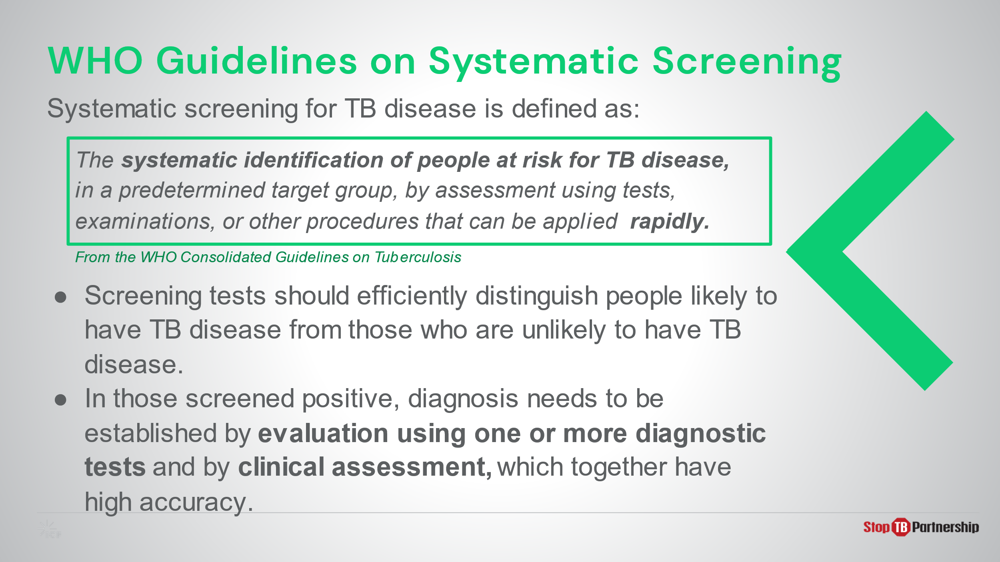 WHO Guidelines on Systematic Screening
Systematic screening for TB disease is defined as:
The systematic identification of people at risk for TB disease,
in a predetermined target group, by assessment using tests,
examinations, or other procedures that can be applied rapidly.
From the WHO Consolidated Guidelines on Tuberculosis
● Screening tests should efficiently distinguish people likely to
have TB disease from those who are unlikely to have TB
disease.
● In those screened positive, diagnosis needs to be
established by evaluation using one or more diagnostic
tests and by clinical assessment, which together have
high accuracy.
ICF
Stop TB Partnership